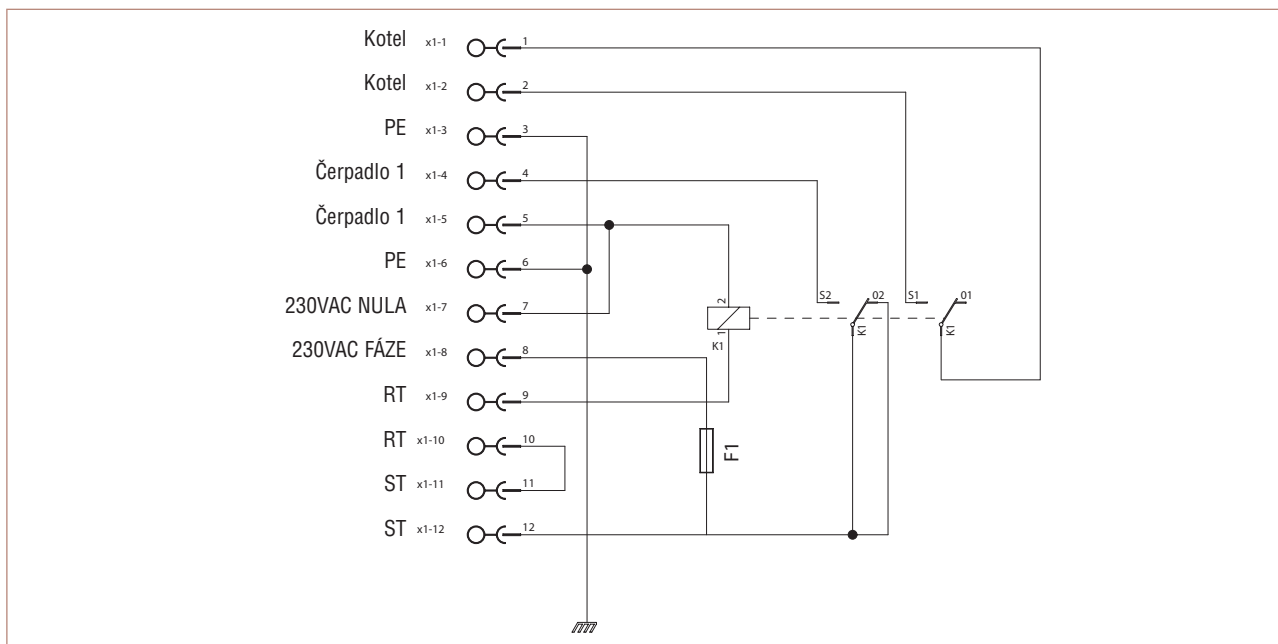 Kotel x1-1 1
Kotel x1-2 2
PE x1-3 3
Čerpadlo 1 x1-4 4
Čerpadlo 1 x1-5 5
PE x1-6 6
230VAC NULA x1-7 7
230VAC FÁZE x1-8 8
RT x1-9 9
RT x1-10 10
ST x1-11 11
ST x1-12 12
2
1
K1
F1
S2
02
K1
S1
01
K1